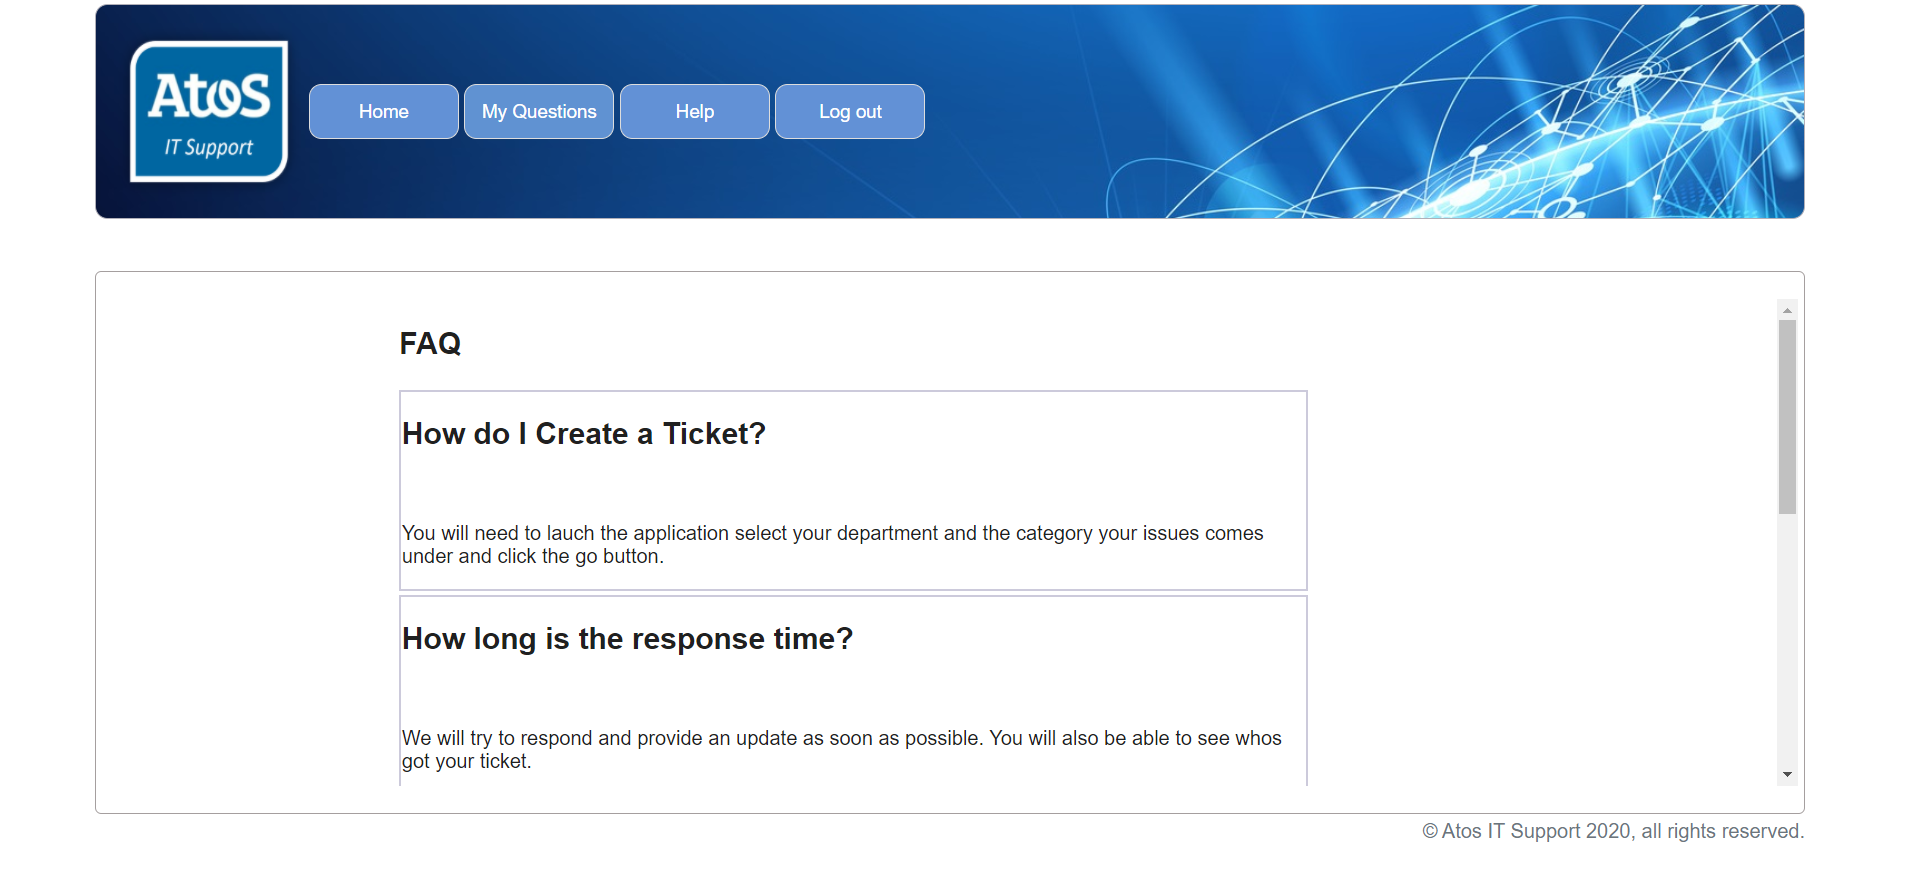 Atos
IT Support
Home
My Questions
Help
Log out
FAQ
How do I Create a Ticket?
You will need to lauch the application select your department and the category your issues comes
under and click the go button.
How long is the response time?
We will try to respond and provide an update as soon as possible. You will also be able to see whos
got your ticket.
© Atos IT Support 2020, all rights reserved.